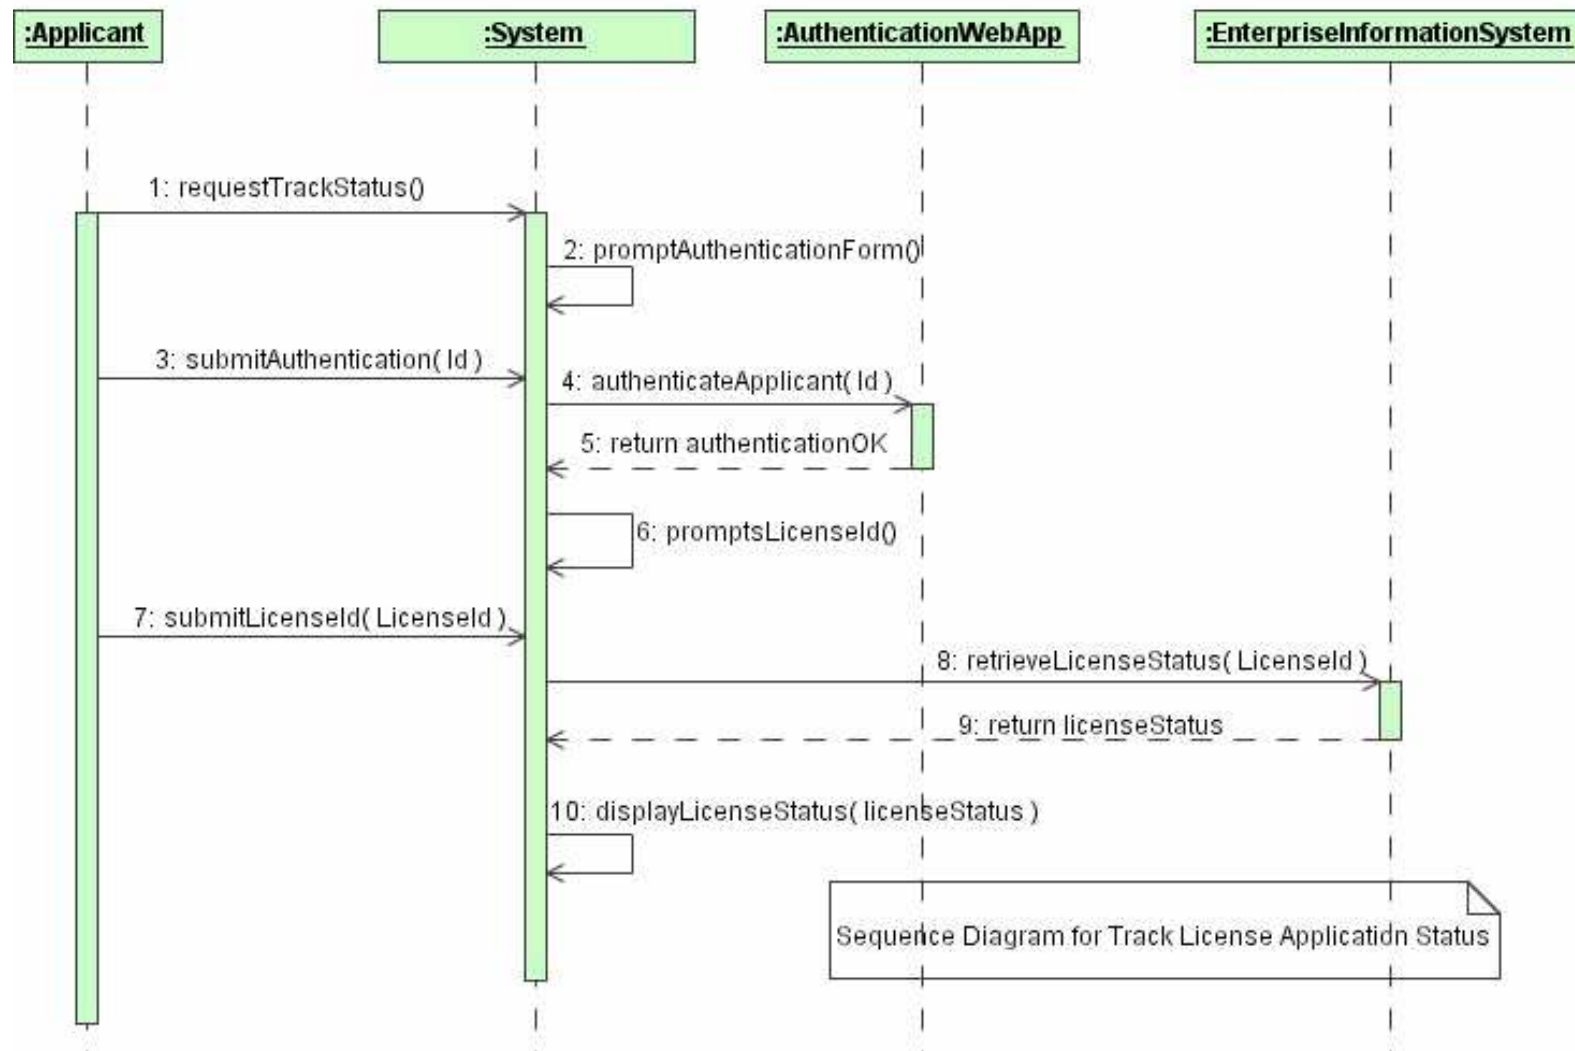 :Applicant
:System
:AuthenticationWebApp
:EnterpriseInformationSystem
1: requestTrackStatus()
2: promptAuthenticationForm()
3: submitAuthentication( Id )
4: authenticateApplicant( Id )
5: return authenticationOK
6: promptsLicenseId()
7: submitLicenseId( LicenseId )
8: retrieveLicenseStatus( LicenseId )
9: return licenseStatus
10: displayLicenseStatus( licenseStatus )
Sequence Diagram for Track License Application Status